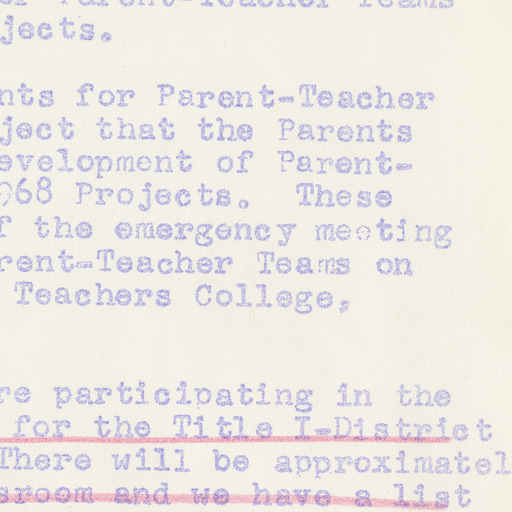 er Parent-Teacher Teams
jects.
nts for Parent-Teacher
ject that the Parents
evelopment of Parent-
968 Projects. These
f the emergency meeting
rent-Teacher Teams on
Teachers College,
re participating in the
for the Title I-District
There will be approximatel
sroom and we have a list